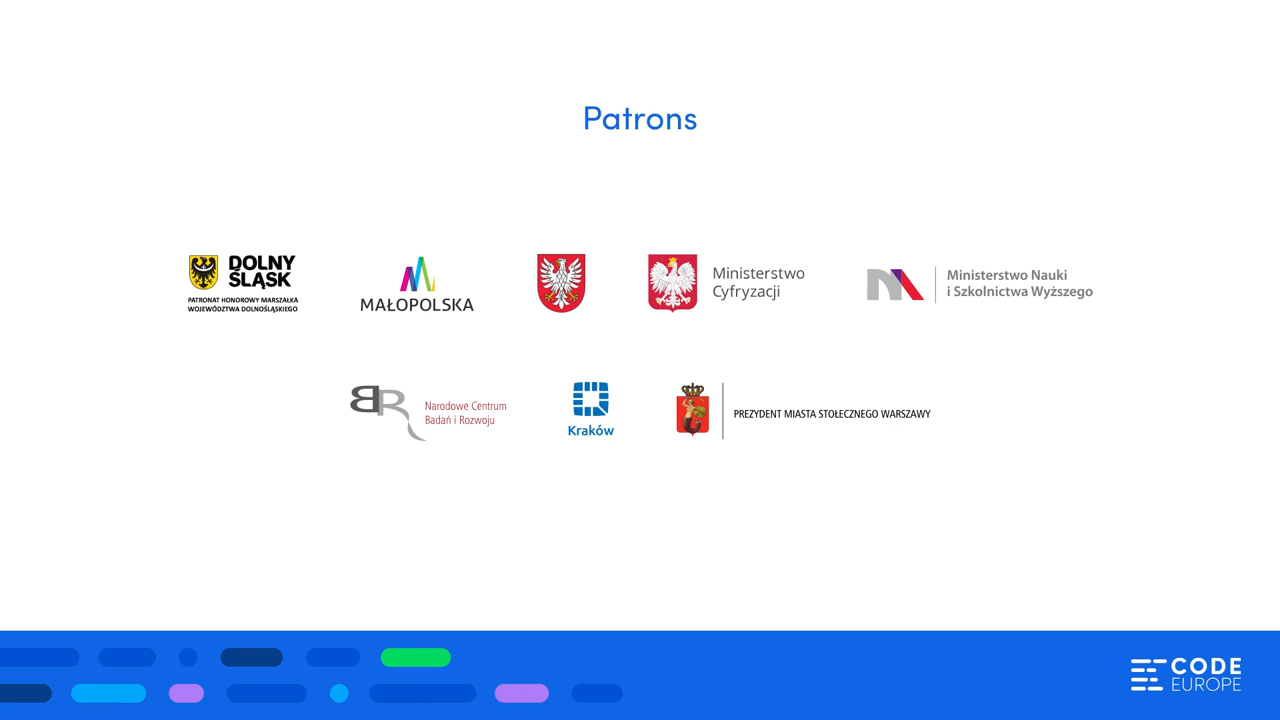 Patrons
DOLNY
ŚLĄSK
PATRONAT HONOROWY MARSZAŁKA
WOJEWÓDZTWA DOLNOŚLĄSKIEGO
MAŁOPOLSKA
Ministerstwo
Cyfryzacji
Ministerstwo Nauki
i Szkolnictwa Wyższego
BR
Narodowe Centrum
Badań i Rozwoju
Kraków
PREZYDENT MIASTA STOŁECZNEGO WARSZAWY
CODE
EUROPE